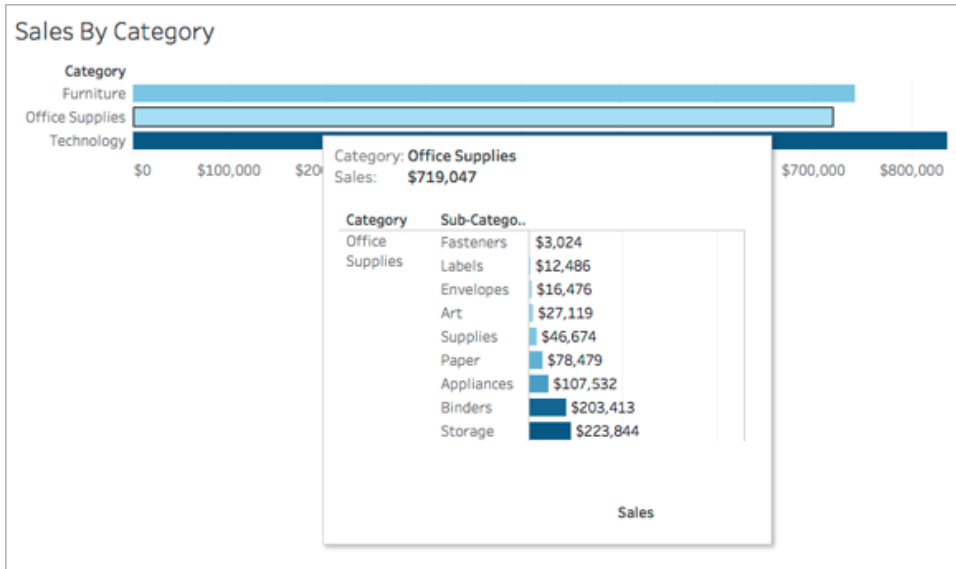 Sales By Category
Category
Furniture
Office Supplies
Technology
$0 $100,000 $20 $700,000 $800,000
Category: Office Supplies
Sales: $719,047
Category Sub-Catego..
Office Fasteners $3,024
Supplies Labels $12,486
Envelopes $16,476
Art $27,119
Supplies $46,674
Paper $78,479
Appliances $107,532
Binders $203,413
Storage $223,844
Sales